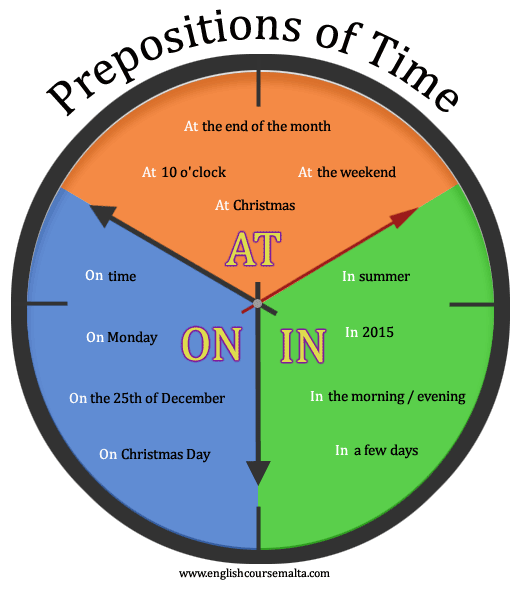 Prepositions of Time
At the end of the month
At 10 o'clock
At the weekend
At Christmas
AT
On time
In summer
On Monday
ON
IN
In 2015
On the 25th of December
In the morning / evening
On Christmas Day
In a few days
www.englishcoursemalta.com